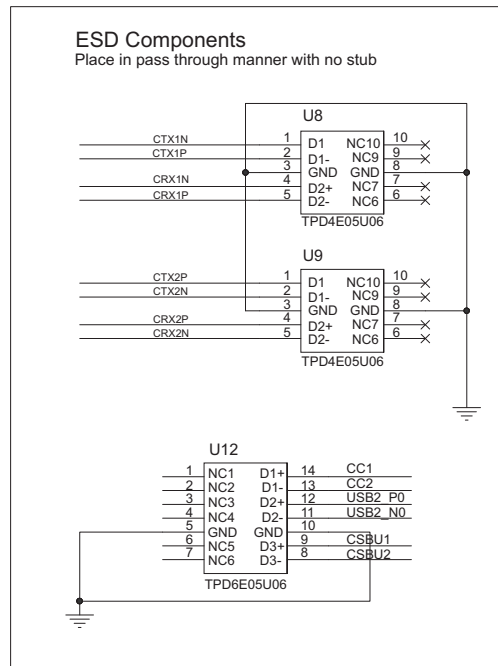 ESD Components
Place in pass through manner with no stub
U8
CTX1N 1 D1 NC10 10
CTX1P 2 D1- NC9 9
3 GND GND 8
CRX1N 4 D2+ NC7 7
CRX1P 5 D2- NC6 6
TPD4E05U06
U9
CTX2P 1 D1 NC10 10
CTX2N 2 D1- NC9 9
3 GND GND 8
CRX2P 4 D2+ NC7 7
CRX2N 5 D2- NC6 6
TPD4E05U06
U12
1 NC1 D1+ 14 CC1
2 NC2 D1- 13 CC2
3 NC3 D2+ 12 USB2_P0
4 NC4 D2- 11 USB2_N0
5 GND GND 10
6 NC5 D3+ 9 CSBU1
7 NC6 D3- 8 CSBU2
TPD6E05U06